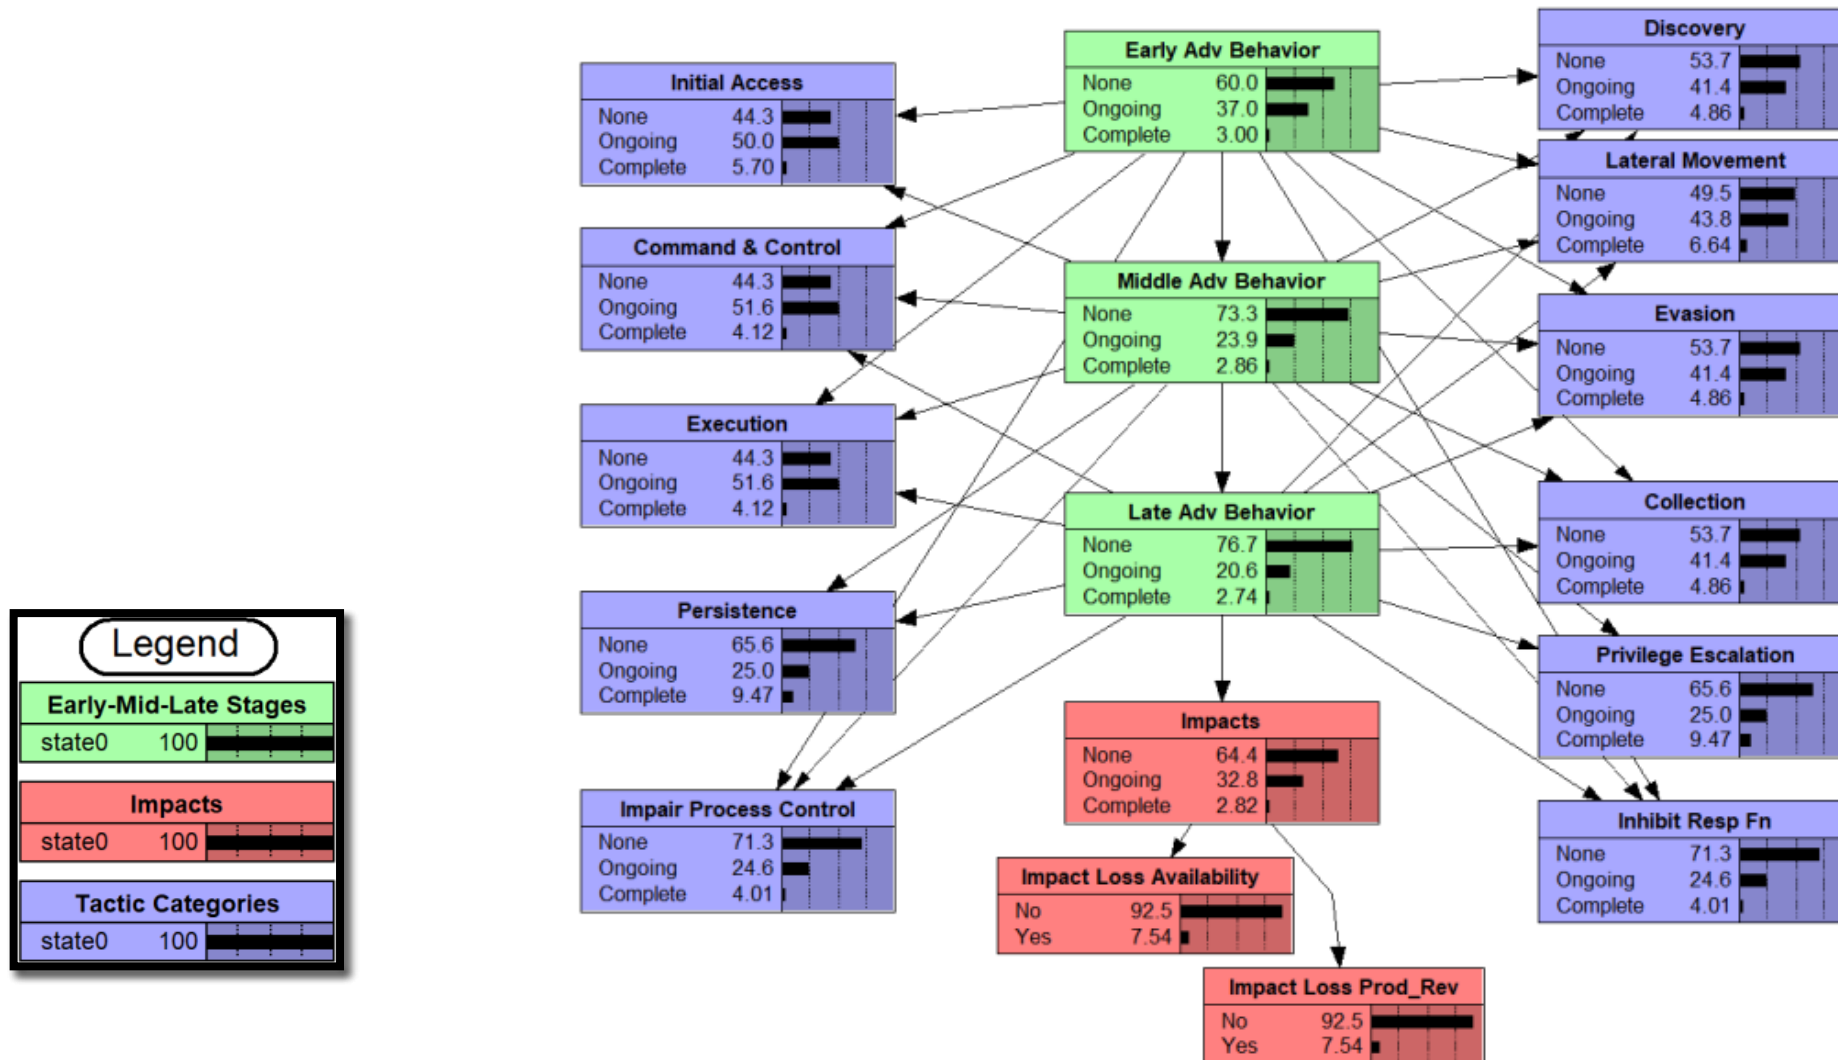 Legend
Early-Mid-Late Stages
state0 100
Impacts
state0 100
Tactic Categories
state0 100
Initial Access
None 44.3
Ongoing 50.0
Complete 5.70
Command & Control
None 44.3
Ongoing 51.6
Complete 4.12
Execution
None 44.3
Ongoing 51.6
Complete 4.12
Persistence
None 65.6
Ongoing 25.0
Complete 9.47
Impair Process Control
None 71.3
Ongoing 24.6
Complete 4.01
Early Adv Behavior
None 60.0
Ongoing 37.0
Complete 3.00
Middle Adv Behavior
None 73.3
Ongoing 23.9
Complete 2.86
Late Adv Behavior
None 76.7
Ongoing 20.6
Complete 2.74
Impacts
None 64.4
Ongoing 32.8
Complete 2.82
Impact Loss Availability
No 92.5
Yes 7.54
Impact Loss Prod_Rev
No 92.5
Yes 7.54
Discovery
None 53.7
Ongoing 41.4
Complete 4.86
Lateral Movement
None 49.5
Ongoing 43.8
Complete 6.64
Evasion
None 53.7
Ongoing 41.4
Complete 4.86
Collection
None 53.7
Ongoing 41.4
Complete 4.86
Privilege Escalation
None 65.6
Ongoing 25.0
Complete 9.47
Inhibit Resp Fn
None 71.3
Ongoing 24.6
Complete 4.01